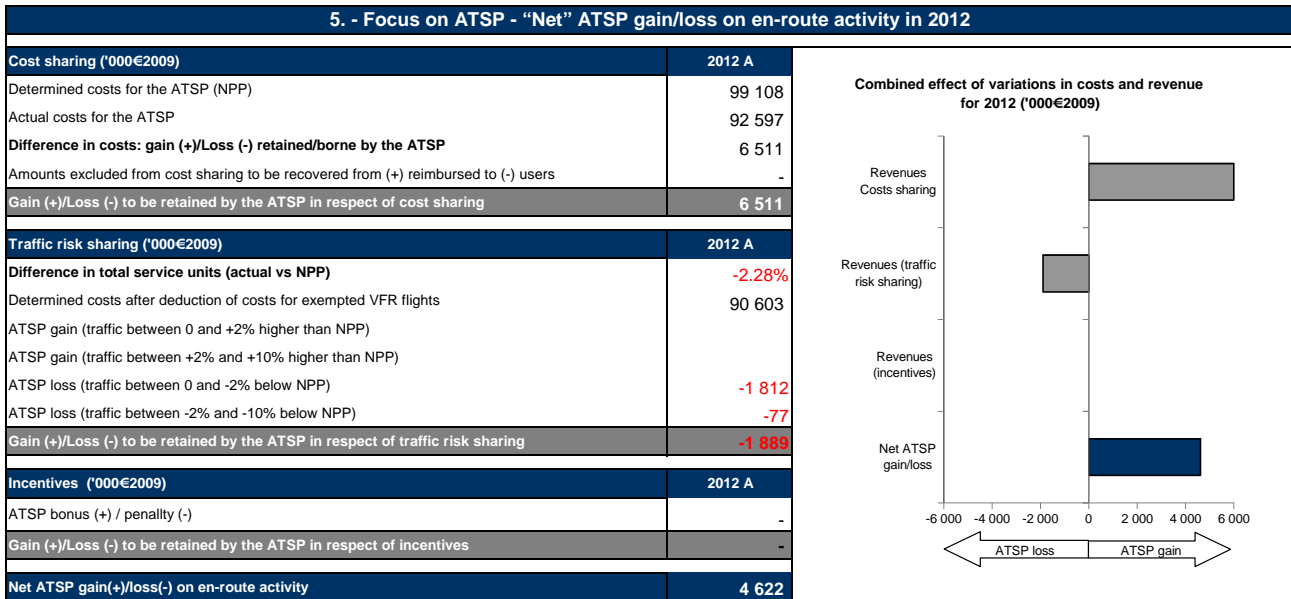 5. - Focus on ATSP - “Net” ATSP gain/loss on en-route activity in 2012
Cost sharing ('000€2009) 2012 A
Determined costs for the ATSP (NPP) 99 108
Actual costs for the ATSP 92 597
Difference in costs: gain (+)/Loss (-) retained/borne by the ATSP 6 511
Amounts excluded from cost sharing to be recovered from (+) reimbursed to (-) users -
Gain (+)/Loss (-) to be retained by the ATSP in respect of cost sharing 6 511
Traffic risk sharing ('000€2009) 2012 A
Difference in total service units (actual vs NPP) -2.28%
Determined costs after deduction of costs for exempted VFR flights 90 603
ATSP gain (traffic between 0 and +2% higher than NPP)
ATSP gain (traffic between +2% and +10% higher than NPP)
ATSP loss (traffic between 0 and -2% below NPP) -1 812
ATSP loss (traffic between -2% and -10% below NPP) -77
Gain (+)/Loss (-) to be retained by the ATSP in respect of traffic risk sharing -1 889
Incentives ('000€2009) 2012 A
ATSP bonus (+) / penallty (-) -
Gain (+)/Loss (-) to be retained by the ATSP in respect of incentives -
Net ATSP gain(+)/loss(-) on en-route activity 4 622
Combined effect of variations in costs and revenue
for 2012 ('000€2009)
Revenues
Costs sharing
Revenues (traffic
risk sharing)
Revenues
(incentives)
Net ATSP
gain/loss
-6 000 -4 000 -2 000 0 2 000 4 000 6 000
ATSP loss ATSP gain